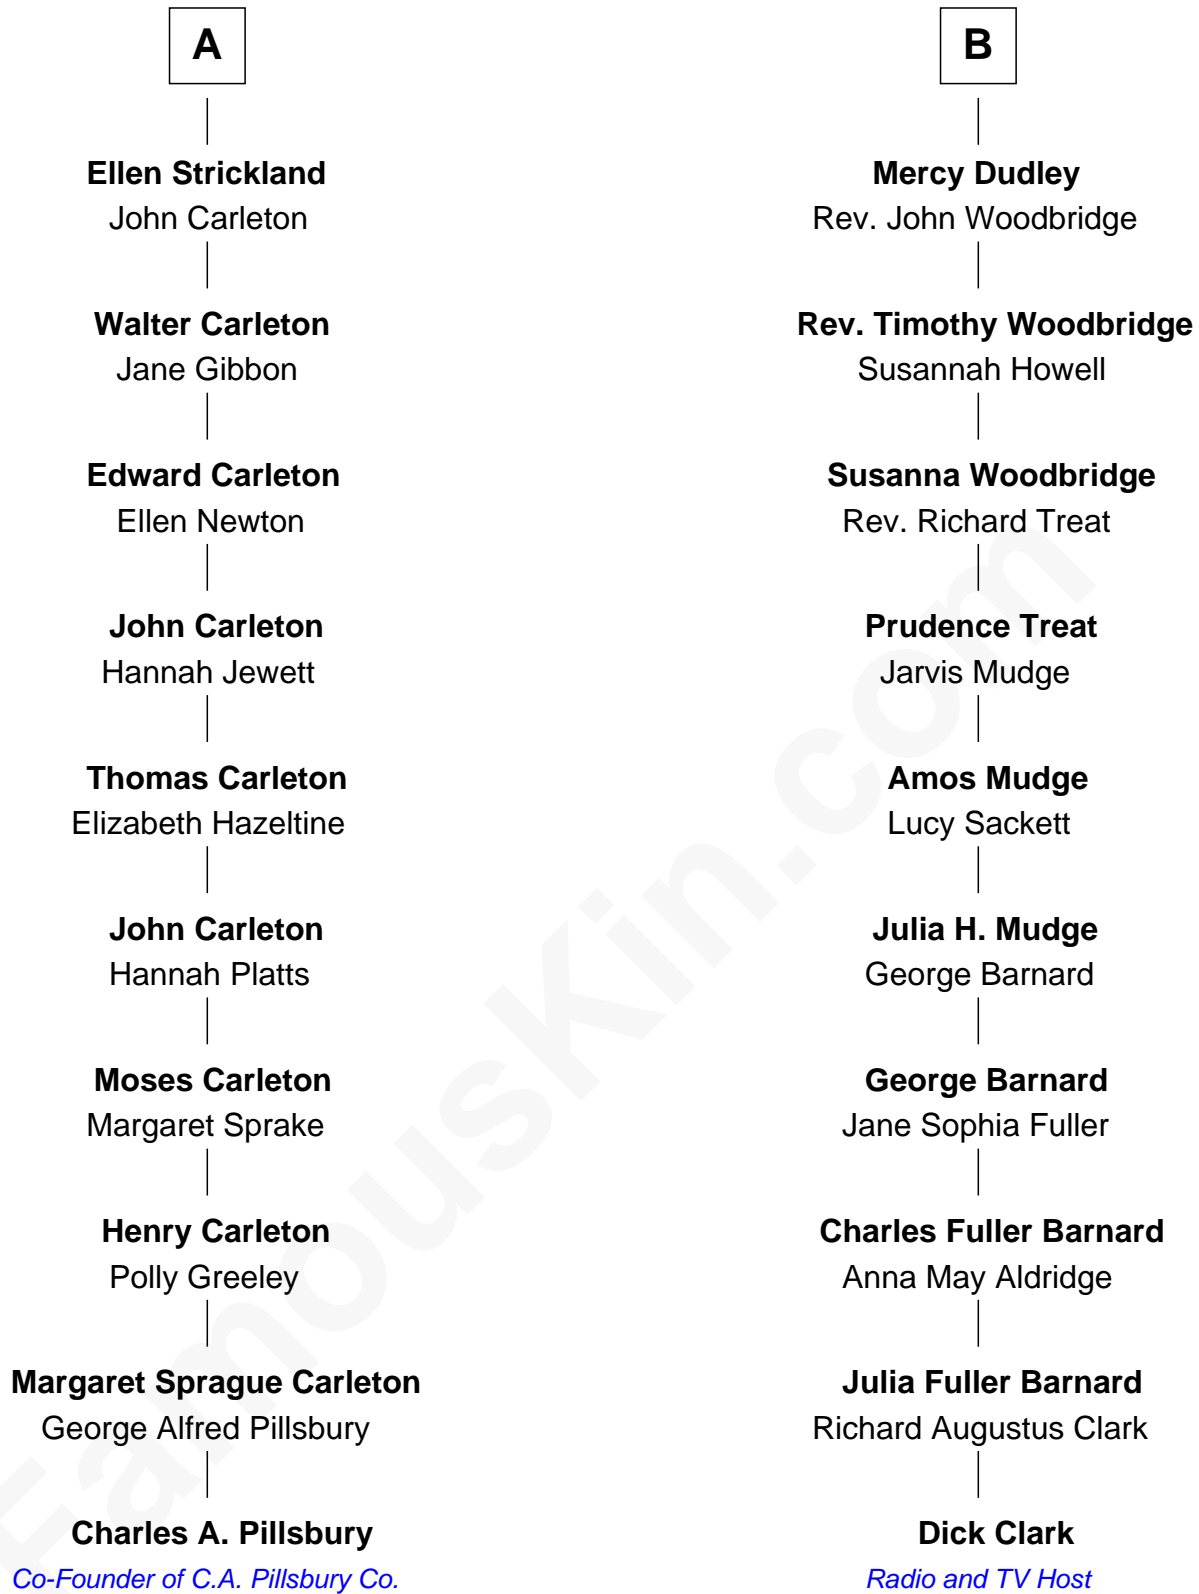 A
Ellen Strickland
John Carleton
Walter Carleton
Jane Gibbon
Edward Carleton
Ellen Newton
John Carleton
Hannah Jewett
Thomas Carleton
Elizabeth Hazeltine
John Carleton
Hannah Platts
Moses Carleton
Margaret Sprake
Henry Carleton
Polly Greeley
Margaret Sprague Carleton
George Alfred Pillsbury
Charles A. Pillsbury
Co-Founder of C.A. Pillsbury Co.
B
Mercy Dudley
Rev. John Woodbridge
Rev. Timothy Woodbridge
Susannah Howell
Susanna Woodbridge
Rev. Richard Treat
Prudence Treat
Jarvis Mudge
Amos Mudge
Lucy Sackett
Julia H. Mudge
George Barnard
George Barnard
Jane Sophia Fuller
Charles Fuller Barnard
Anna May Aldridge
Julia Fuller Barnard
Richard Augustus Clark
Dick Clark
Radio and TV Host
FamousKin.com